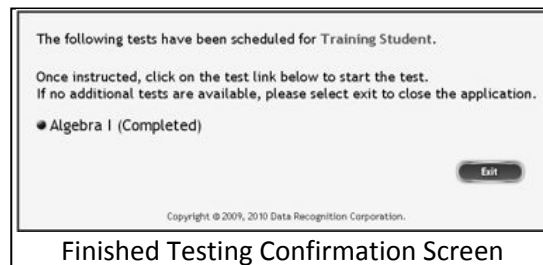 The following tests have been scheduled for Training Student.
Once instructed, click on the test link below to start the test.
If no additional tests are available, please select exit to close the application.
Algebra I (Completed)
Exit
Copyright @ 2009, 2010 Data Recognition Corporation.
Finished Testing Confirmation Screen